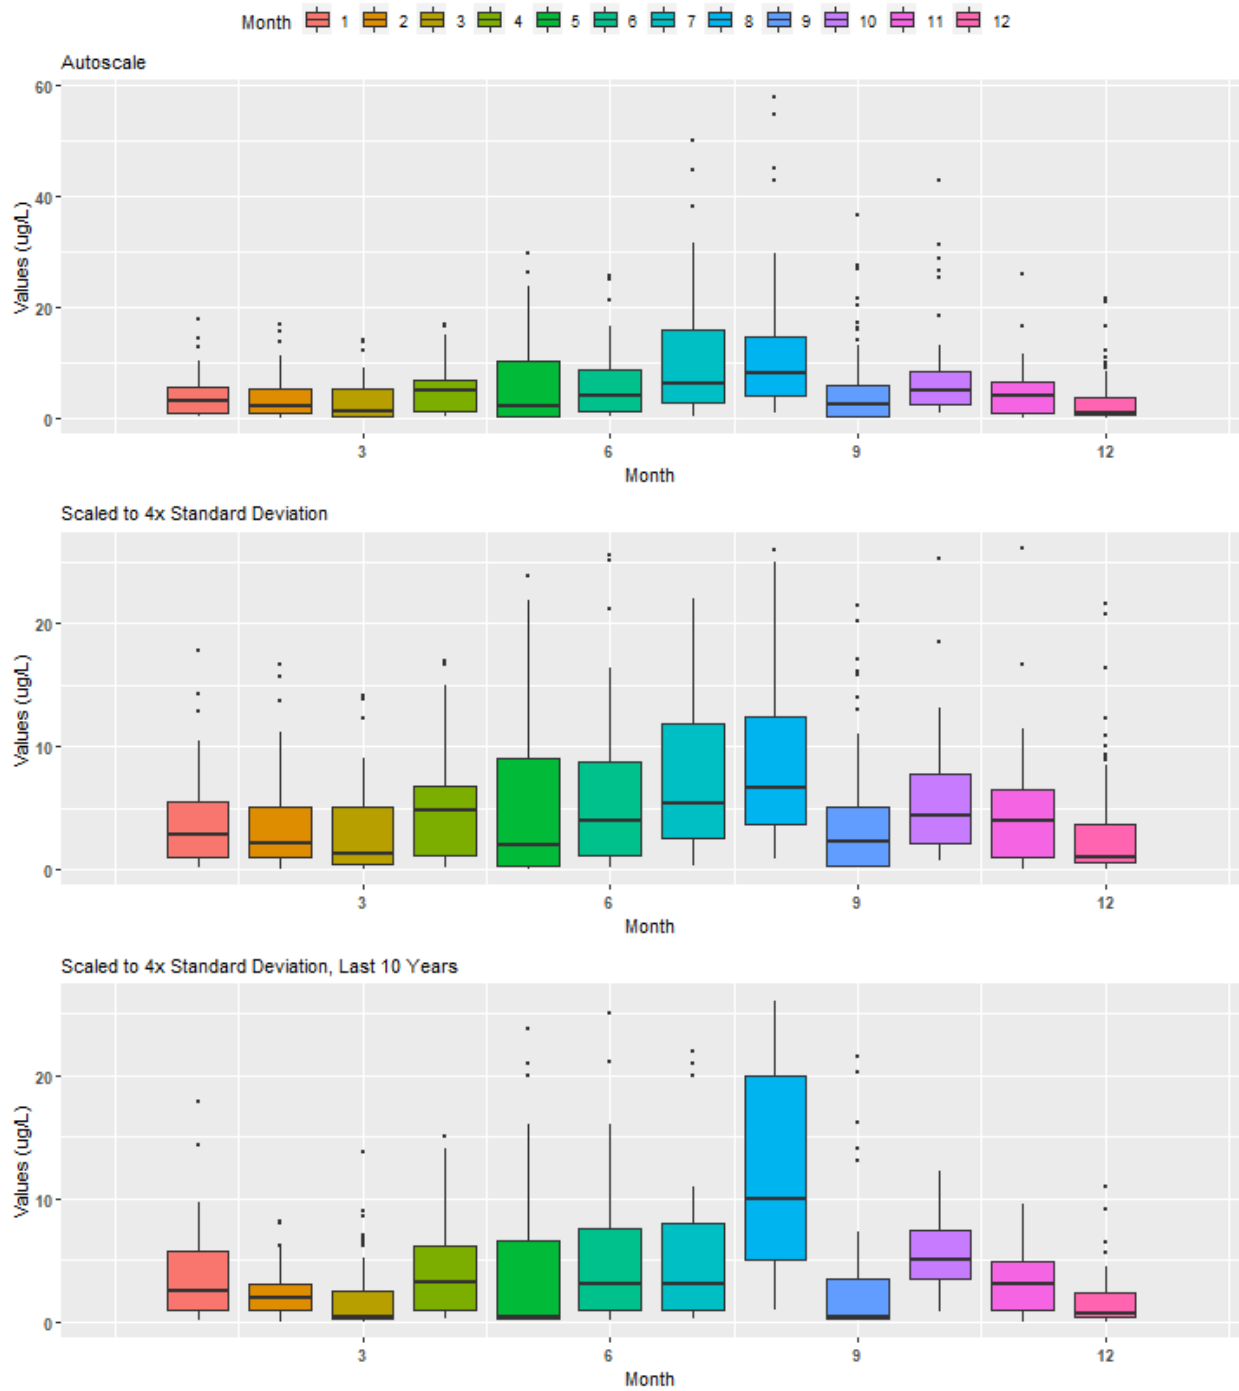 Month 1 2 3 4 5 6 7 8 9 10 11 12
Autoscale
Values (ug/L)
60
40
20
0
3 6 9 12
Month
Scaled to 4x Standard Deviation
Values (ug/L)
20
10
0
3 6 9 12
Month
Scaled to 4x Standard Deviation, Last 10 Years
Values (ug/L)
20
10
0
3 6 9 12
Month